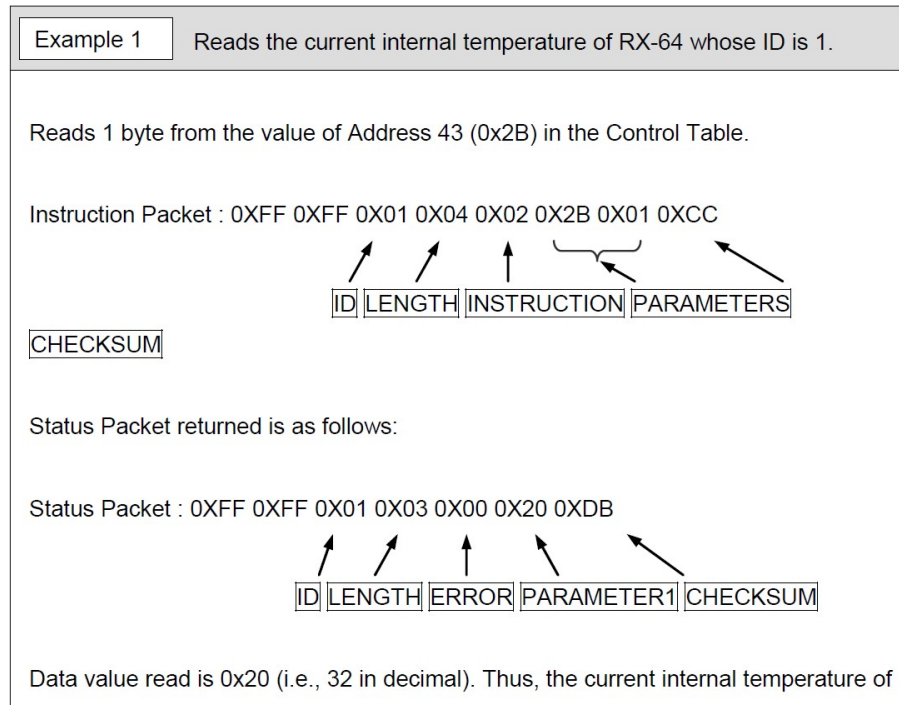 Example 1 Reads the current internal temperature of RX-64 whose ID is 1.
Reads 1 byte from the value of Address 43 (0x2B) in the Control Table.
Instruction Packet : 0XFF 0XFF 0X01 0X04 0X02 0X2B 0X01 0XCC
ID LENGTH INSTRUCTION PARAMETERS
CHECKSUM
Status Packet returned is as follows:
Status Packet : 0XFF 0XFF 0X01 0X03 0X00 0X20 0XDB
ID LENGTH ERROR PARAMETER1 CHECKSUM
Data value read is 0x20 (i.e., 32 in decimal). Thus, the current internal temperature of